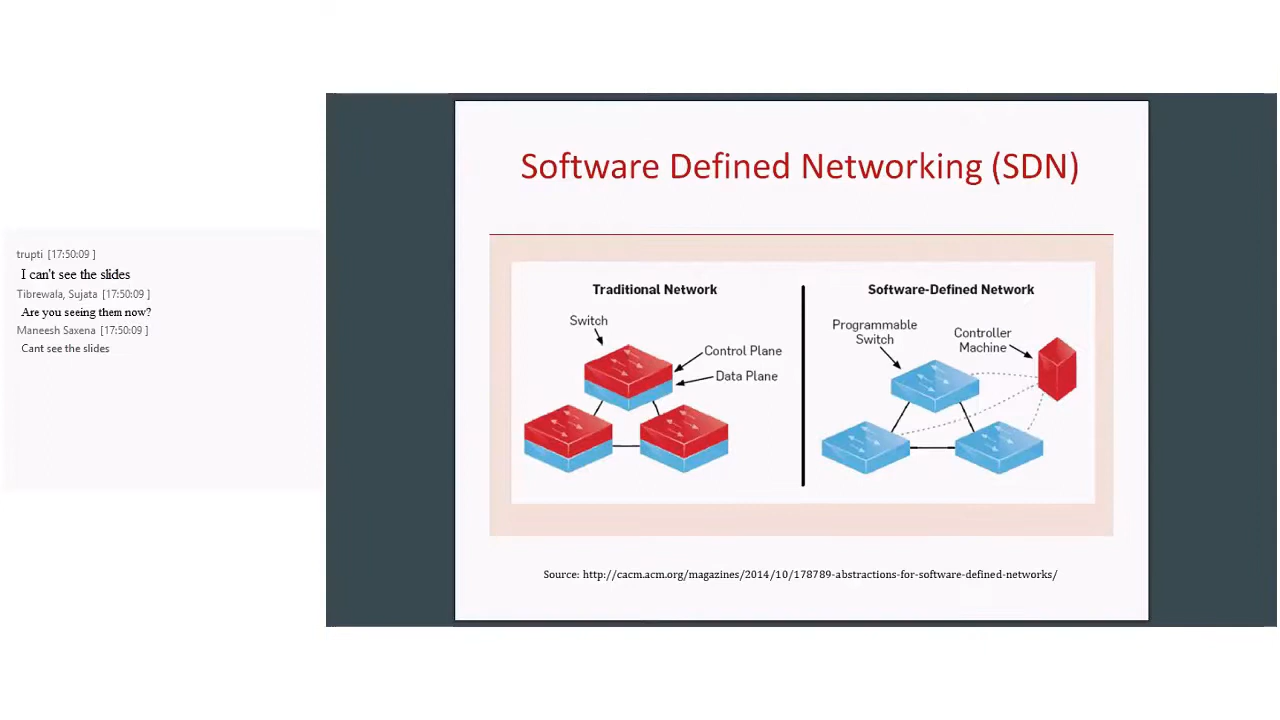 trupti [17:50:09 ]
I can't see the slides
Tibrewala, Sujata [17:50:09 ]
Are you seeing them now?
Maneesh Saxena [17:50:09 ]
Cant see the slides
Software Defined Networking (SDN)
Traditional Network
Switch
Control Plane
Data Plane
Software-Defined Network
Programmable
Switch
Controller
Machine
Source: http://cacm.acm.org/magazines/2014/10/178789-abstractions-for-software-defined-networks/